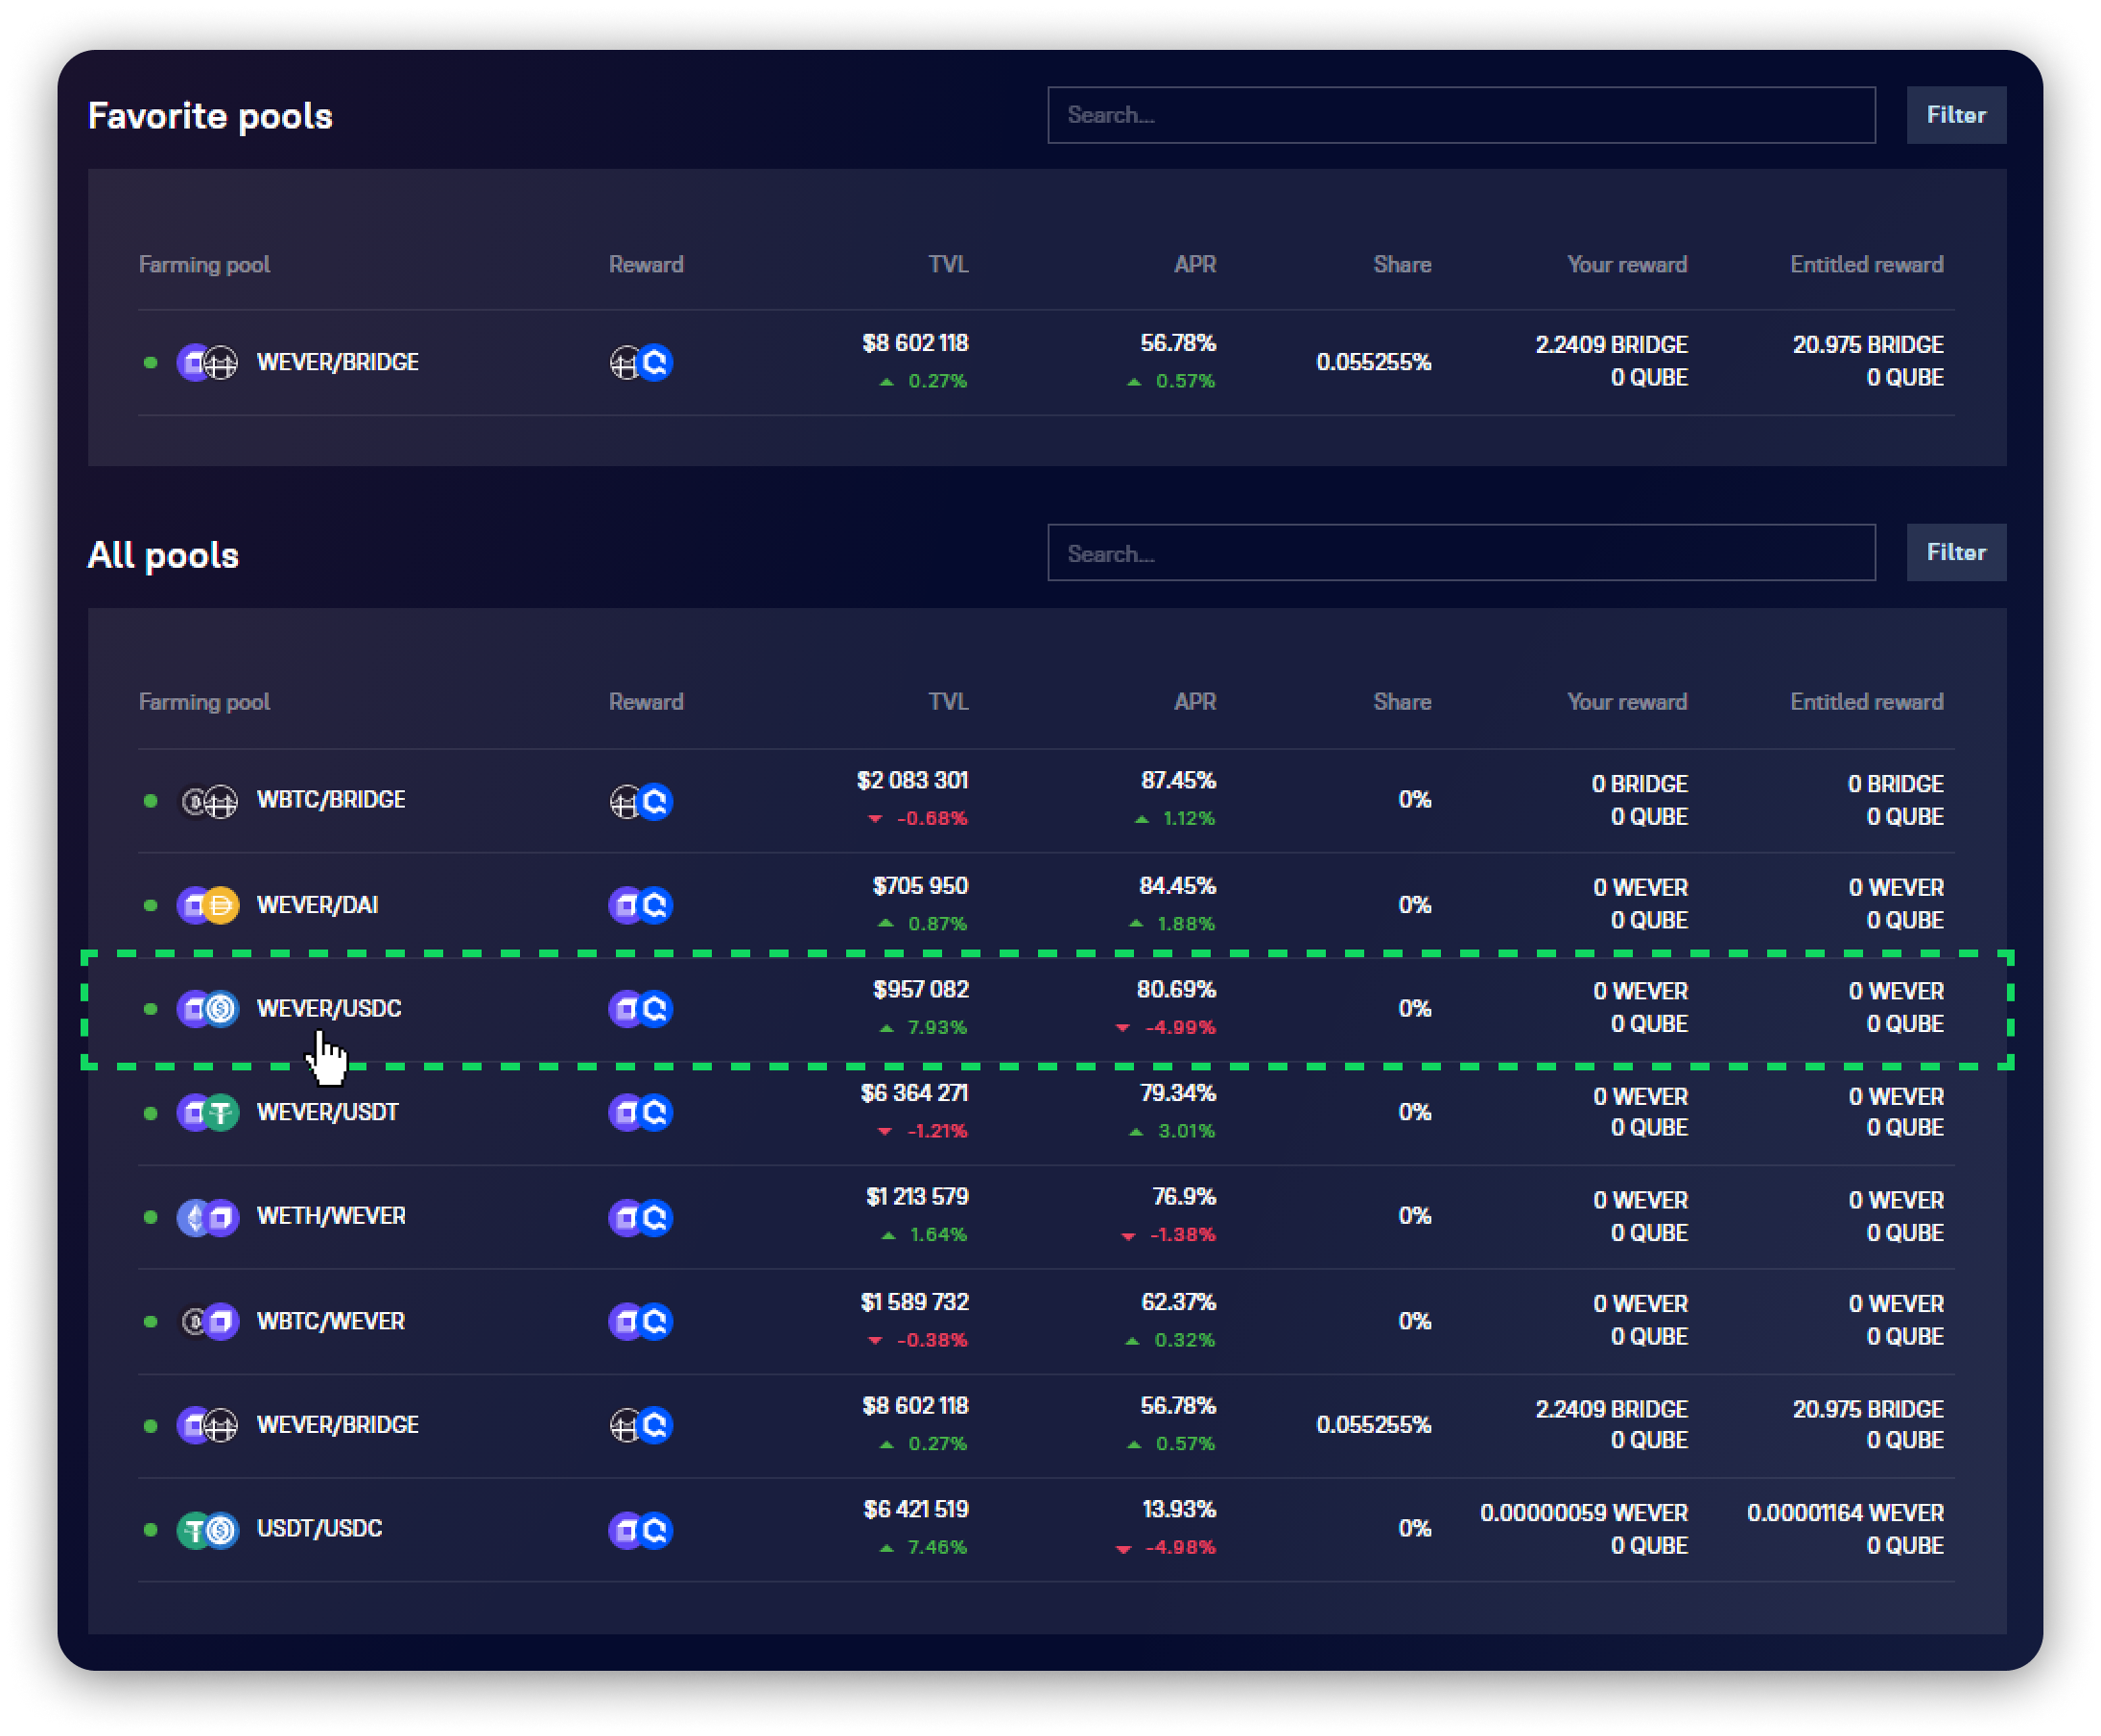 Favorite pools
Search...
Filter
Farming pool Reward TVL APR Share Your reward Entitled reward
WEVER/BRIDGE $8 602 118 56.78% 0.055255% 2.2409 BRIDGE 20.975 BRIDGE
0.27% 0.57% 0 QUBE 0 QUBE
All pools
Search...
Filter
Farming pool Reward TVL APR Share Your reward Entitled reward
WBTC/BRIDGE $2 083 301 87.45% 0% 0 BRIDGE 0 BRIDGE
-0.68% 1.12% 0 QUBE 0 QUBE
WEVER/DAI $705 950 84.45% 0% 0 WEVER 0 WEVER
0.87% 1.88% 0 QUBE 0 QUBE
WEVER/USDC $957 082 80.69% 0% 0 WEVER 0 WEVER
7.93% -4.99% 0 QUBE 0 QUBE
WEVER/USDT $6 364 271 79.34% 0% 0 WEVER 0 WEVER
-1.21% 3.01% 0 QUBE 0 QUBE
WETH/WEVER $1 213 579 76.9% 0% 0 WEVER 0 WEVER
1.64% -1.38% 0 QUBE 0 QUBE
WBTC/WEVER $1 589 732 62.37% 0% 0 WEVER 0 WEVER
-0.38% 0.32% 0 QUBE 0 QUBE
WEVER/BRIDGE $8 602 118 56.78% 0.055255% 2.2409 BRIDGE 20.975 BRIDGE
0.27% 0.57% 0 QUBE 0 QUBE
USDT/USDC $6 421 519 13.93% 0% 0.00000059 WEVER 0.00001164 WEVER
7.46% -4.98% 0 QUBE 0 QUBE